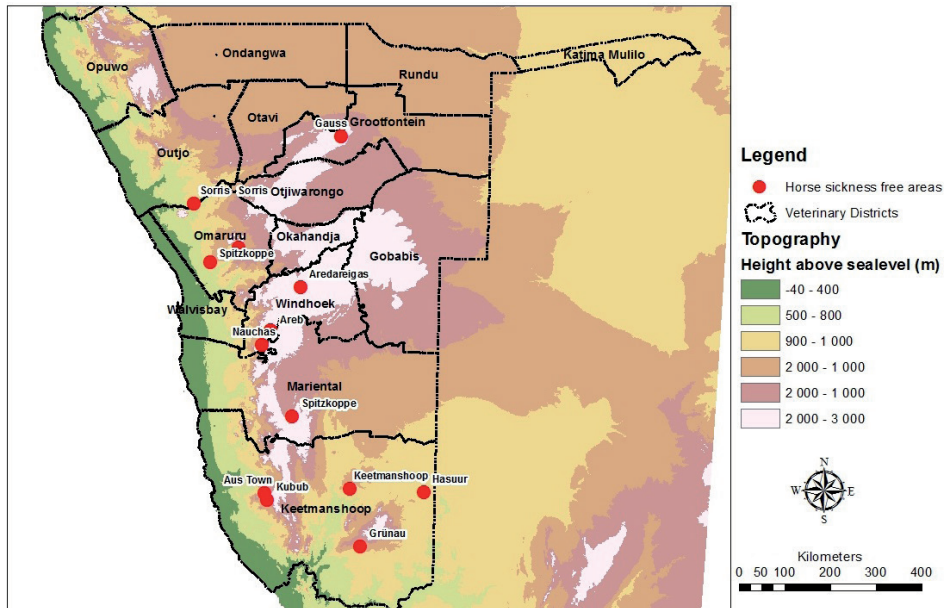 Ondangwa
Katima Mulilo
Opuwo
Rundu
Otavi
Gauss Grootfontein
Outjo
Sorris - Sorris
Otjiwarongo
Omaruru
Okahandja
Spitzkoppe
Gobabis
Aredareigas
Windhoek
Walvisbay
Areb
Nauchas
Mariental
Spitzkoppe
Aus Town
Kubub
Keetmanshoop
Hasuur
Keetmanshoop
Grünau
Legend
Horse sickness free areas
Veterinary Districts
Topography
Height above sealevel (m)
-40 - 400
500 - 800
900 - 1 000
2 000 - 1 000
2 000 - 1 000
2 000 - 3 000
N
W E
S
Kilometers
0 50 100 200 300 400